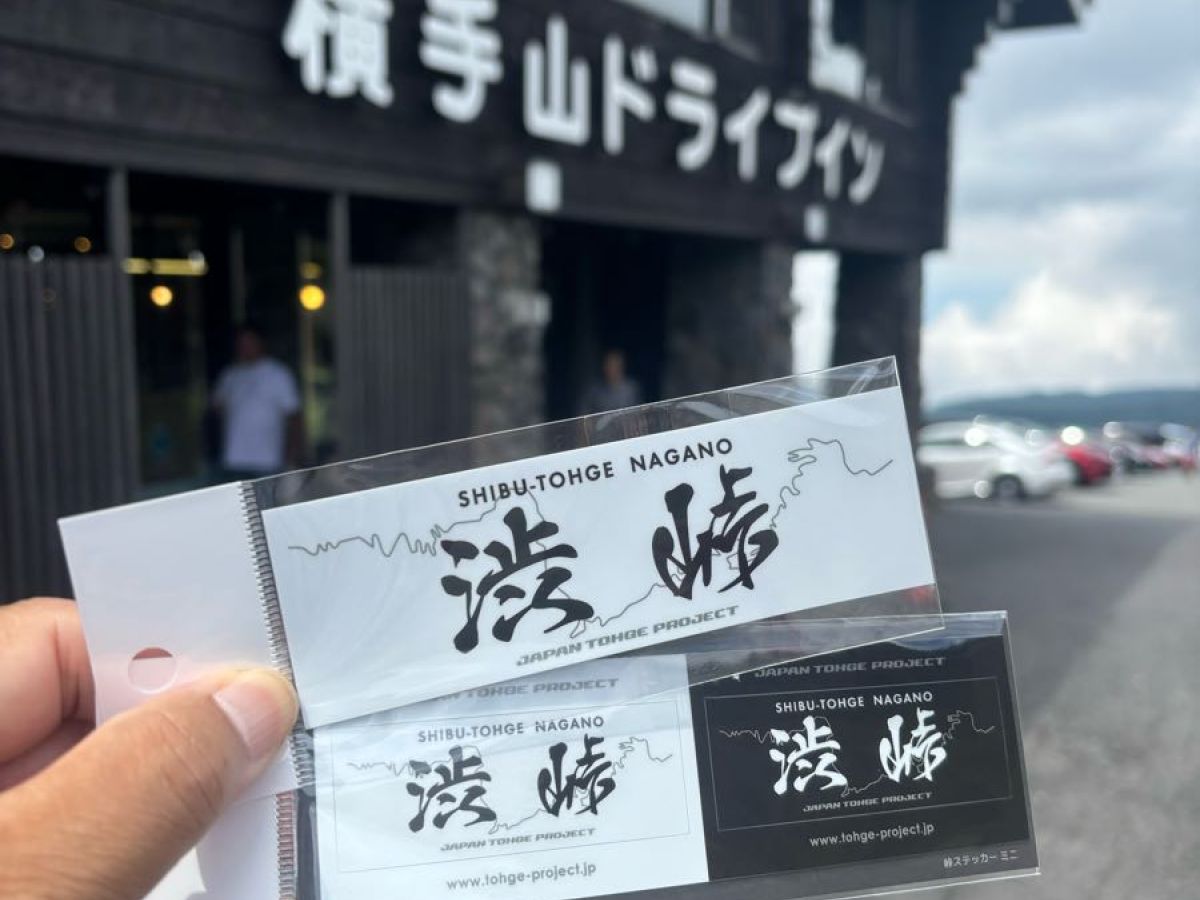 横手山ドライブイン
SHIBU-TOHGE NAGANO
渋 峠
JAPAN TOHGE PROJECT
JAPAN TOHGE PROJECT
SHIBU-TOHGE NAGANO
渋 峠
JAPAN TOHGE PROJECT
www.tohge-project.jp
JAPAN TOHGE PROJECT
SHIBU-TOHGE NAGANO
渋 峠
JAPAN TOHGE PROJECT
www.tohge-project.jp
峠ステッカー ミニ